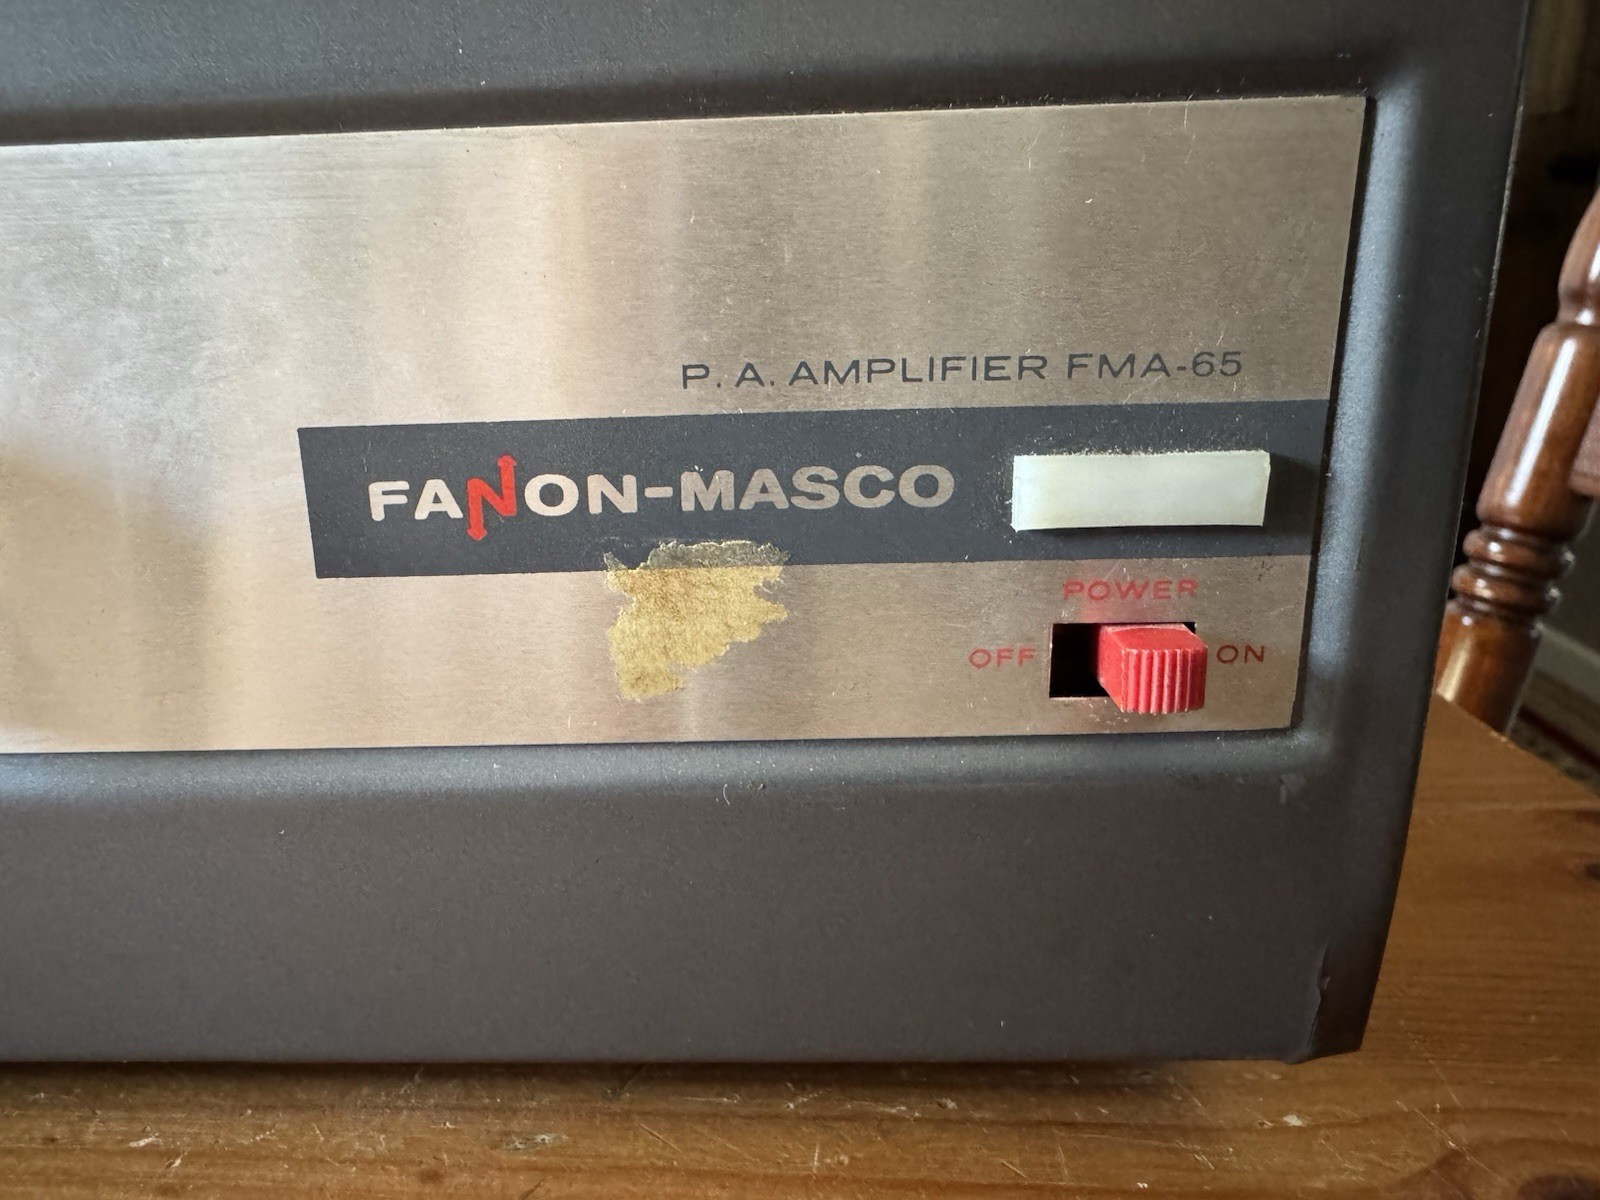 P.A. AMPLIFIER FMA-65
FANON-MASCO
POWER
OFF ON